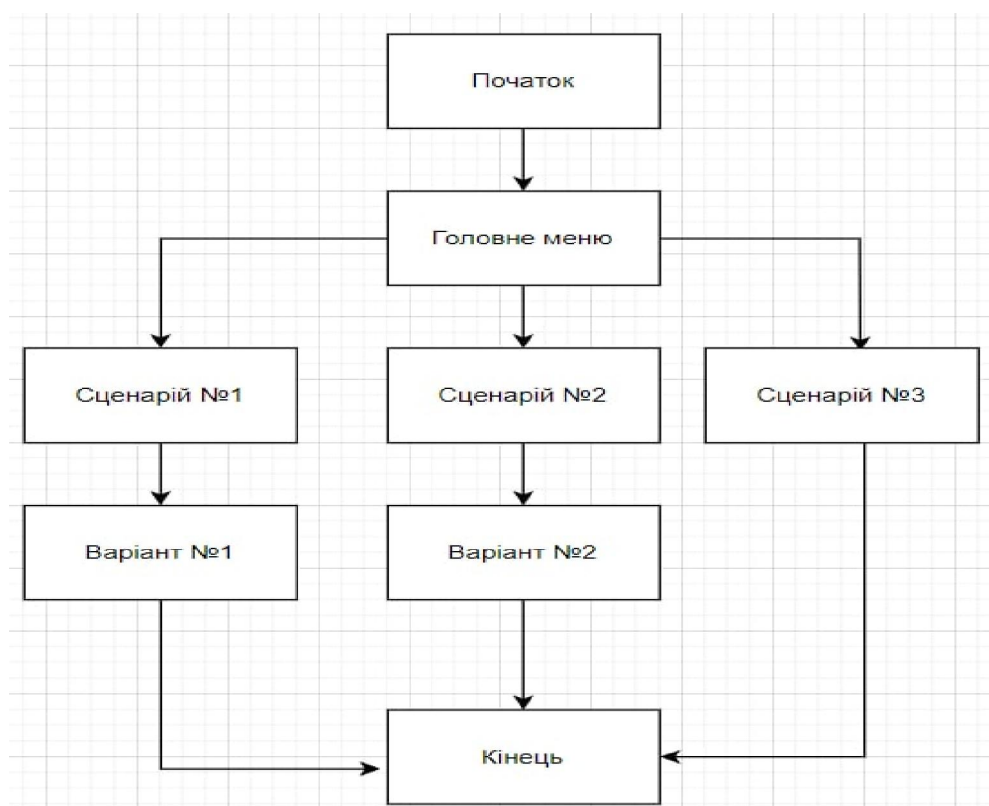 Початок
Головне меню
Сценарій №1
Сценарій №2
Сценарій №3
Варіант №1
Варіант №2
Кінець